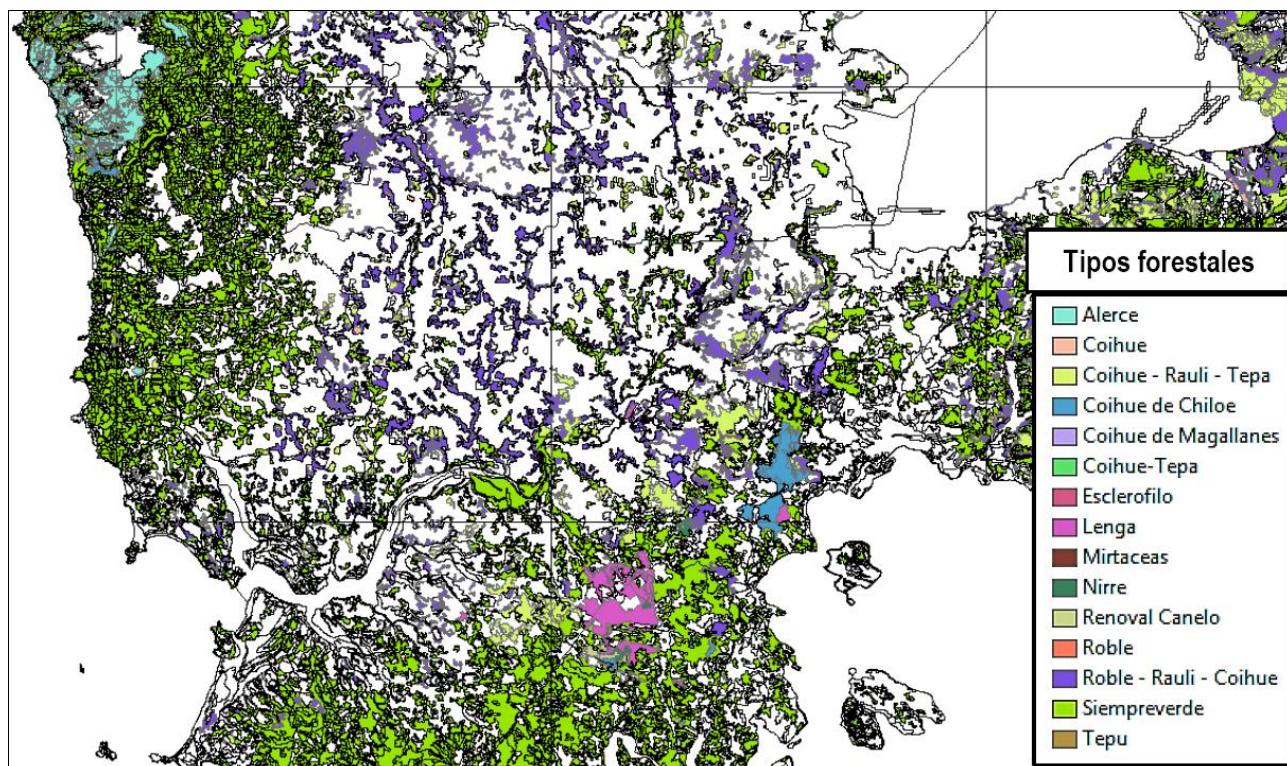 Tipos forestales
Alerce
Coihue
Coihue - Rauli - Tepa
Coihue de Chiloe
Coihue de Magallanes
Coihue-Tepa
Esclerofilo
Lenga
Mirtaceas
Nirre
Renoval Canelo
Roble
Roble - Rauli - Coihue
Siempreverde
Tepu